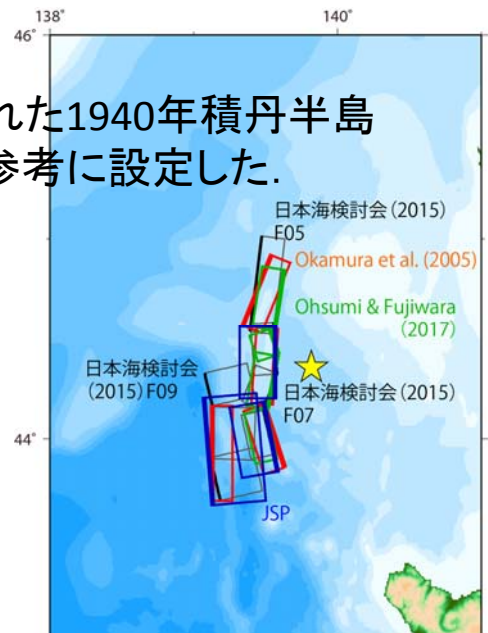 138°
140°
46°
れた1940年積丹半島
参考に設定した.
日本海検討会(2015)
F05
Okamura et al. (2005)
Ohsumi & Fujiwara
(2017)
日本海検討会
(2015)F09
日本海検討会(2015)
F07
44°
JSP